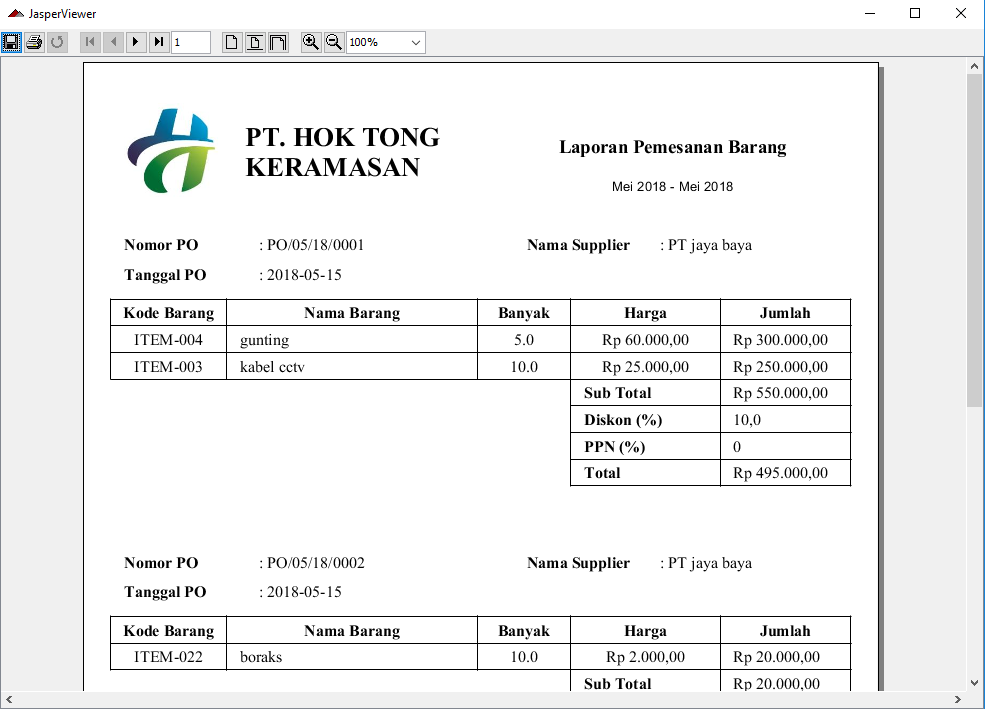 JasperViewer
1 100%
PT. HOK TONG
KERAMASAN
Laporan Pemesanan Barang
Mei 2018 - Mei 2018
Nomor PO : PO/05/18/0001 Nama Supplier : PT jaya baya
Tanggal PO : 2018-05-15
Kode Barang Nama Barang Banyak Harga Jumlah
ITEM-004 gunting 5.0 Rp 60.000,00 Rp 300.000,00
ITEM-003 kabel cctv 10.0 Rp 25.000,00 Rp 250.000,00
Sub Total Rp 550.000,00
Diskon (%) 10,0
PPN (%) 0
Total Rp 495.000,00
Nomor PO : PO/05/18/0002 Nama Supplier : PT jaya baya
Tanggal PO : 2018-05-15
Kode Barang Nama Barang Banyak Harga Jumlah
ITEM-022 boraks 10.0 Rp 2.000,00 Rp 20.000,00
Sub Total Rp 20.000,00